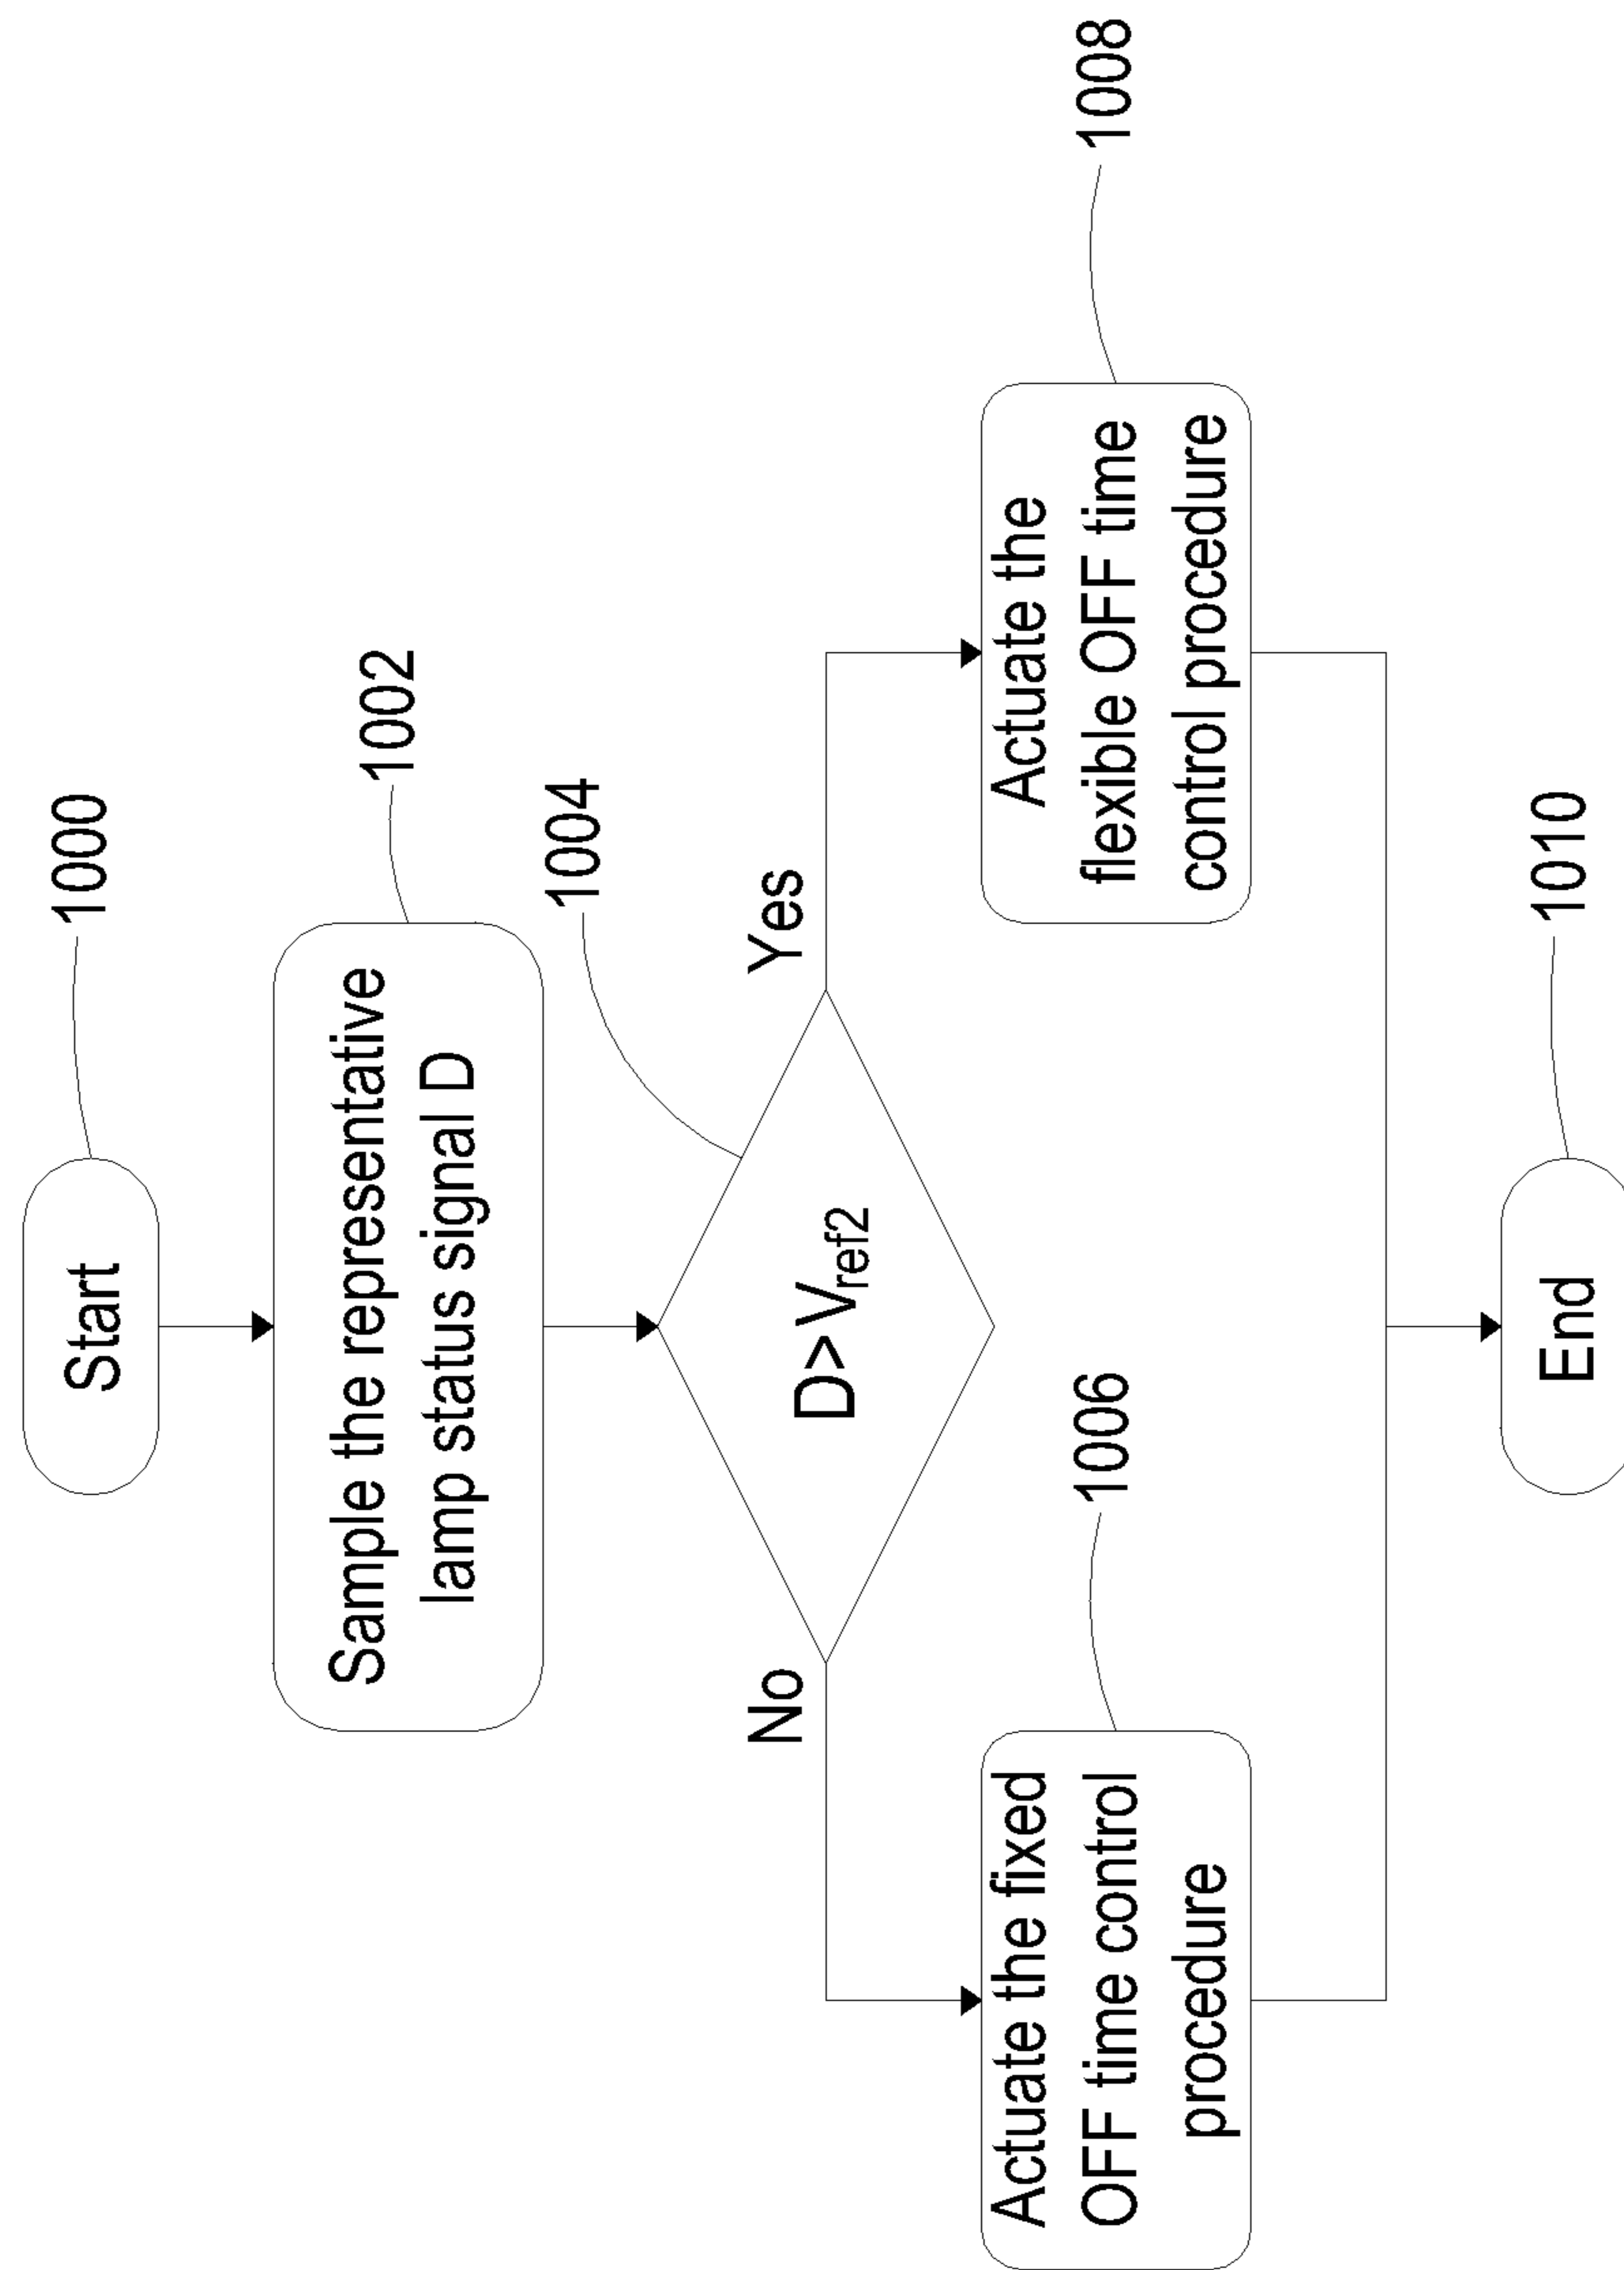 Start
1000
Sample the representative
lamp status signal D
1002
1004
D> Vref2
No
Yes
Actuate the fixed
OFF time control
procedure
1006
Actuate the
flexible OFF time
control procedure
1008
End
1010